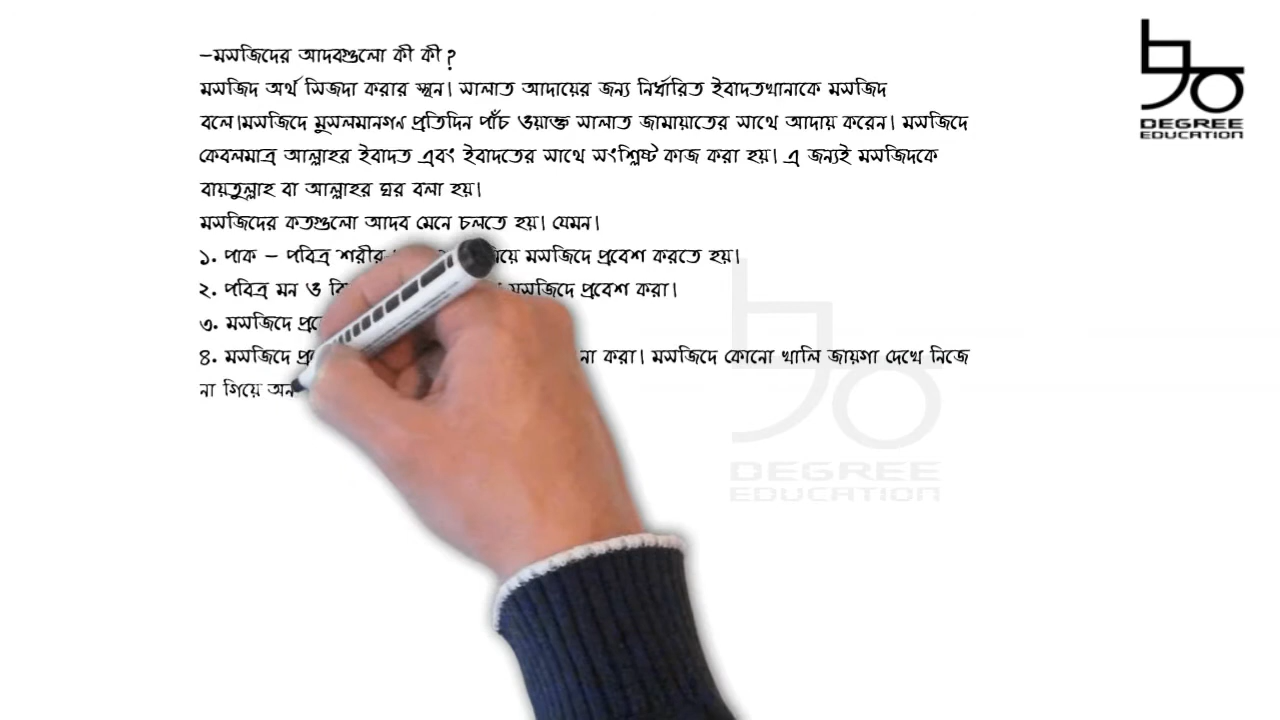 -মসজিদের আদবগুলো কী কী?
মসজিদ অর্থ সিজদা করার স্থান। সালাত আদায়ের জন্য নির্ধারিত ইবাদতখানাকে মসজিদ
বলে।মসজিদে মুসলমানগণ প্রতিদিন পাঁচ ওয়াক্ত সালাত জামায়াতের সাথে আদায় করেন। মসজিদে
কেবলমাত্র আল্লাহর ইবাদত এবং ইবাদতের সাথে সংশ্লিষ্ট কাজ করা হয়। এ জন্যই মসজিদকে
বায়তুল্লাহ বা আল্লাহর ঘর বলা হয়।
মসজিদের কতগুলো আদব মেনে চলতে হয়। যেমন।
১. পাক - পবিত্র শরীর মসজিদে প্রবেশ করতে হয়।
২. পবিত্র মন ও মসজিদে প্রবেশ করা।
৩. মসজিদে
৪. মসজিদে না করা। মসজিদে কোনো খালি জায়গা দেখে নিজে
না গিয়ে
DEGREE
EDUCATION
DEGREE
EDUCATION